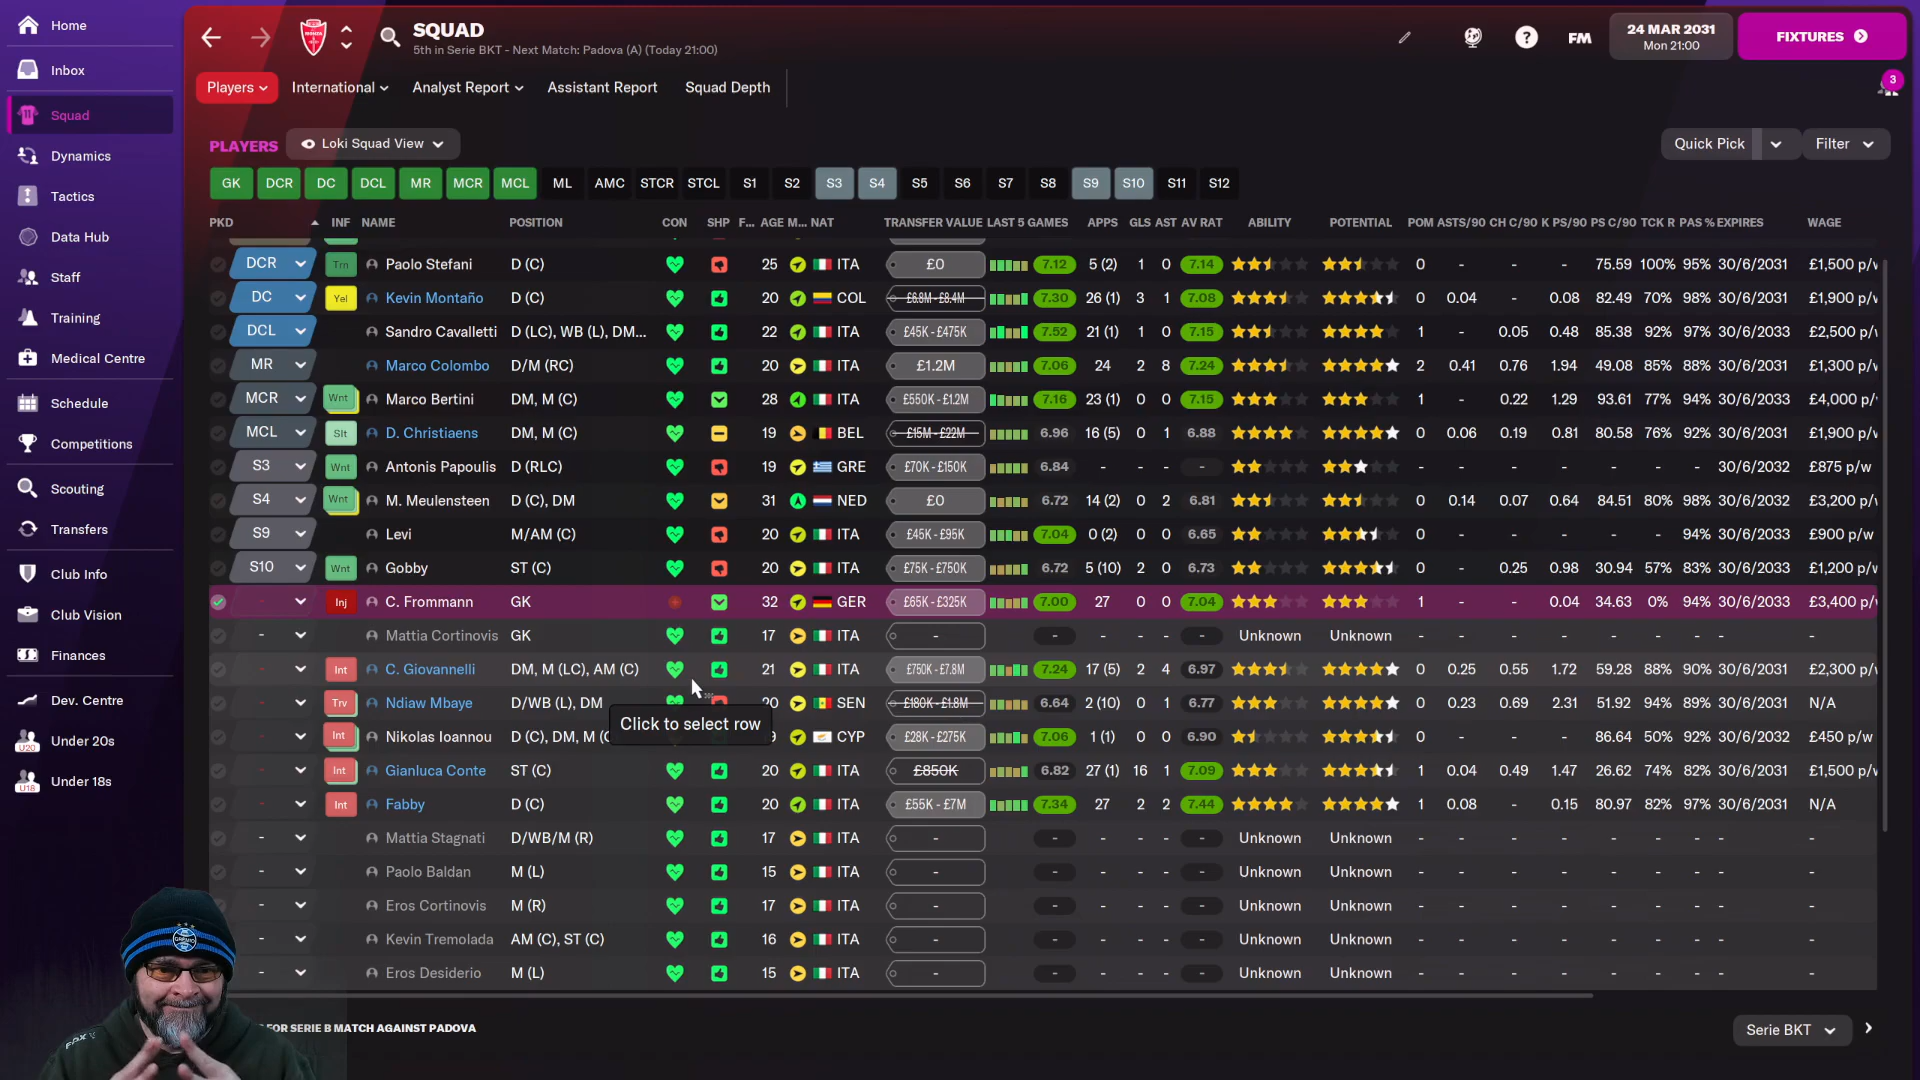 Home
Inbox
Squad
Dynamics
Tactics
Data Hub
Staff
Training
Medical Centre
Schedule
Competitions
Scouting
Transfers
Club Info
Club Vision
Finances
Dev. Centre
Under 20s
Under 18s
SQUAD
5th in Serie BKT - Next Match: Padova (A) (Today 21:00)
FM
24 MAR 2031
Mon 21:00
FIXTURES
3
Players
International
Analyst Report
Assistant Report
Squad Depth
PLAYERS
Loki Squad View
Quick Pick
Filter
GK DCR DC DCL MR MCR MCL ML AMC STCR STCL S1 S2 S3 S4 S5 S6 S7 S8 S9 S10 S11 S12
PKD INF NAME POSITION CON SHP F... AGE M... NAT TRANSFER VALUE LAST 5 GAMES APPS GLS AST AV RAT ABILITY POTENTIAL POM ASTS/90 CH C/90 K PS/90 PS C/90 TCK R PAS % EXPIRES WAGE
DCR Trn Paolo Stefani D (C) 25 ITA £0 7.12 5 (2) 1 0 7.14 0 - - - 75.59 100% 95% 30/6/2031 £1,500 p/w
DC Yel Kevin Montaño D (C) 20 COL £6.8M - £8.4M 7.30 26 (1) 3 1 7.08 0 0.04 - 0.08 82.49 70% 98% 30/6/2031 £1,900 p/w
DCL Sandro Cavalletti D (LC), WB (L), DM... 22 ITA £45K - £475K 7.52 21 (1) 1 0 7.15 1 - 0.05 0.48 85.38 92% 97% 30/6/2033 £2,500 p/w
MR Marco Colombo D/M (RC) 20 ITA £1.2M 7.06 24 2 8 7.24 2 0.41 0.76 1.94 49.08 85% 88% 30/6/2031 £1,300 p/w
MCR Wnt Marco Bertini DM, M (C) 28 ITA £550K - £1.2M 7.16 23 (1) 1 0 7.15 1 - 0.22 1.29 93.61 77% 94% 30/6/2033 £4,000 p/w
MCL Slt D. Christiaens DM, M (C) 19 BEL £15M - £22M 6.96 16 (5) 0 1 6.88 0 0.06 0.19 0.81 80.58 76% 92% 30/6/2031 £1,900 p/w
S3 Wnt Antonis Papoulis D (RLC) 19 GRE £70K - £150K 6.84 - - - - 30/6/2032 £875 p/w
S4 Wnt M. Meulensteen D (C), DM 31 NED £0 6.72 14 (2) 0 2 6.81 0 0.14 0.07 0.64 84.51 80% 98% 30/6/2032 £3,200 p/w
S9 Levi M/AM (C) 20 ITA £45K - £95K 7.04 0 (2) 0 0 6.65 0 - - - - - 94% 30/6/2033 £900 p/w
S10 Wnt Gobby ST (C) 20 ITA £75K - £750K 6.72 5 (10) 2 0 6.73 0 - 0.25 0.98 30.94 57% 83% 30/6/2031 £1,200 p/w
- Inj C. Frommann GK 32 GER £65K - £325K 7.00 27 0 0 7.04 1 - - 0.04 34.63 0% 94% 30/6/2033 £3,400 p/w
- Mattia Cortinovis GK 17 ITA - - - - - - Unknown Unknown - - - - - - - - -
- Int C. Giovannelli DM, M (LC), AM (C) 21 ITA £750K - £7.8M 7.24 17 (5) 2 4 6.97 0 0.25 0.55 1.72 59.28 88% 90% 30/6/2031 £2,300 p/w
- Trv Ndiaw Mbaye D/WB (L), DM 20 SEN £180K - £1.8M 6.64 2 (10) 0 1 6.77 0 0.23 0.69 2.31 51.92 94% 89% 30/6/2031 N/A
- Int Nikolas Ioannou D (C), DM, M CYP £28K - £275K 7.06 1 (1) 0 0 6.90 0 - - - 86.64 50% 92% 30/6/2032 £450 p/w
- Int Gianluca Conte ST (C) 20 ITA £850K 6.82 27 (1) 16 1 7.09 1 0.04 0.49 1.47 26.62 74% 82% 30/6/2031 £1,500 p/w
- Int Fabby D (C) 20 ITA £55K - £7M 7.34 27 2 2 7.44 1 0.08 - 0.15 80.97 82% 97% 30/6/2031 N/A
- Mattia Stagnati D/WB/M (R) 17 ITA - - - - - - Unknown Unknown - - - - - - - - -
- Paolo Baldan M (L) 15 ITA - - - - - - Unknown Unknown - - - - - - - - -
- Eros Cortinovis M (R) 17 ITA - - - - - - Unknown Unknown - - - - - - - - -
- Kevin Tremolada AM (C), ST (C) 16 ITA - - - - - - Unknown Unknown - - - - - - - - -
- Eros Desiderio M (L) 15 ITA - - - - - - Unknown Unknown - - - - - - - - -
Click to select row
FOR SERIE B MATCH AGAINST PADOVA
Serie BKT